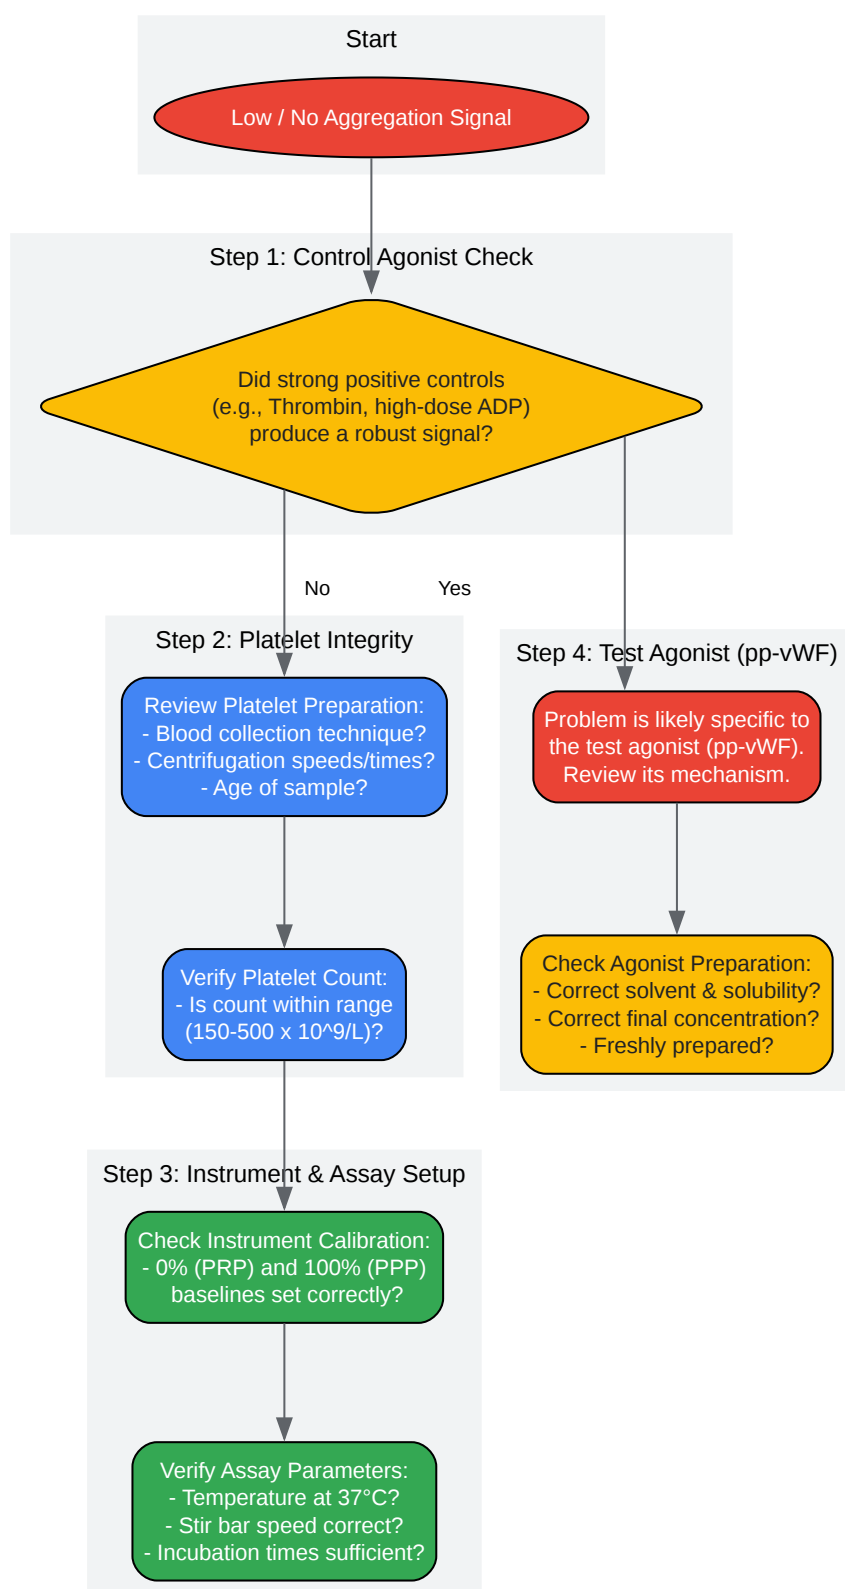 Start
Low / No Aggregation Signal
Step 1: Control Agonist Check
Did strong positive controls
(e.g., Thrombin, high-dose ADP)
produce a robust signal?
No
Yes
Step 2: Platelet Integrity
Review Platelet Preparation:
- Blood collection technique?
- Centrifugation speeds/times?
- Age of sample?
Verify Platelet Count:
- Is count within range
(150-500 x 10^9/L)?
Step 3: Instrument & Assay Setup
Check Instrument Calibration:
- 0% (PRP) and 100% (PPP)
baselines set correctly?
Verify Assay Parameters:
- Temperature at 37°C?
- Stir bar speed correct?
- Incubation times sufficient?
Step 4: Test Agonist (pp-vWF)
Problem is likely specific to
the test agonist (pp-vWF).
Review its mechanism.
Check Agonist Preparation:
- Correct solvent & solubility?
- Correct final concentration?
- Freshly prepared?